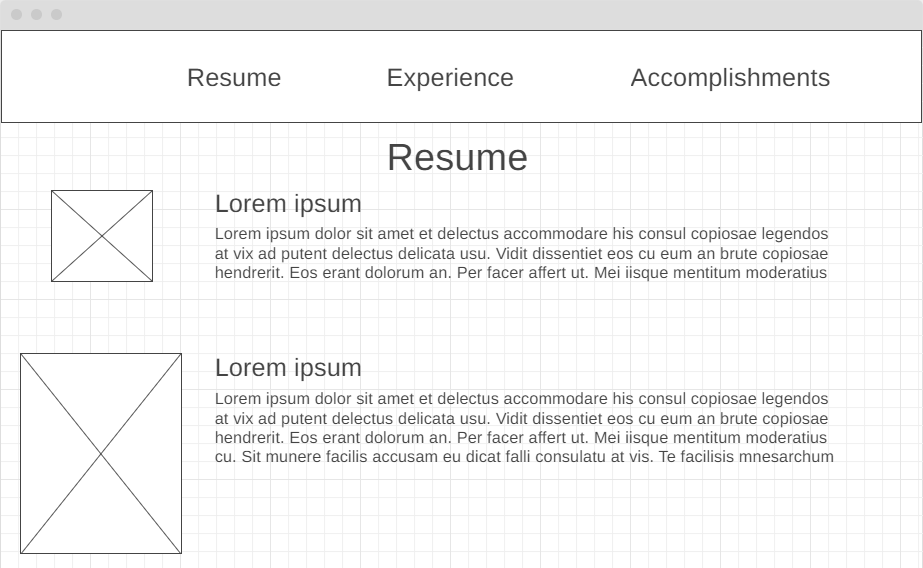 Resume
Experience
Accomplishments
Resume
Lorem ipsum
Lorem ipsum dolor sit amet et delectus accommodare his consul copiosae legendos
at vix ad putent delectus delicata usu. Vidit dissentiet eos cu eum an brute copiosae
hendrerit. Eos erant dolorum an. Per facer affert ut. Mei iisque mentitum moderatius
Lorem ipsum
Lorem ipsum dolor sit amet et delectus accommodare his consul copiosae legendos
at vix ad putent delectus delicata usu. Vidit dissentiet eos cu eum an brute copiosae
hendrerit. Eos erant dolorum an. Per facer affert ut. Mei iisque mentitum moderatius
cu. Sit munere facilis accusam eu dicat falli consulatu at vis. Te facilisis mnesarchum